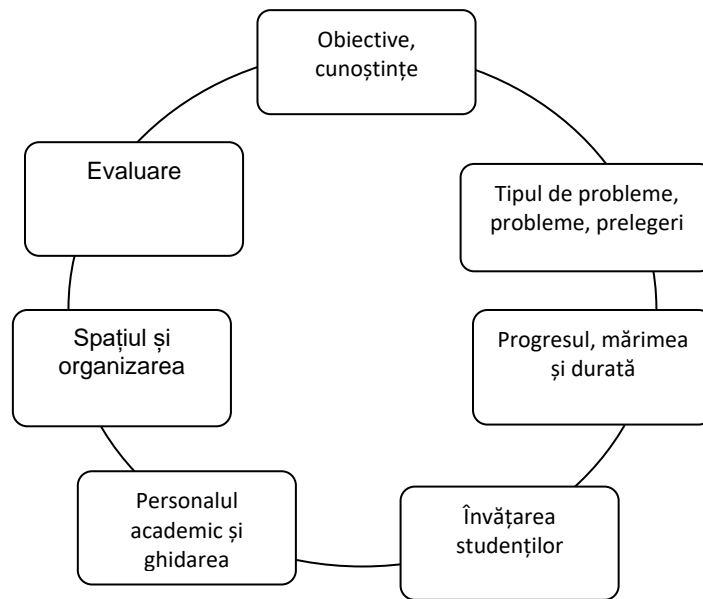 Obiective,
cunoștințe
Tipul de probleme,
probleme, prelegeri
Progresul, mărimea
și durată
Învățarea
studenților
Personalul
academic și
ghidarea
Spațiul și
organizarea
Evaluare